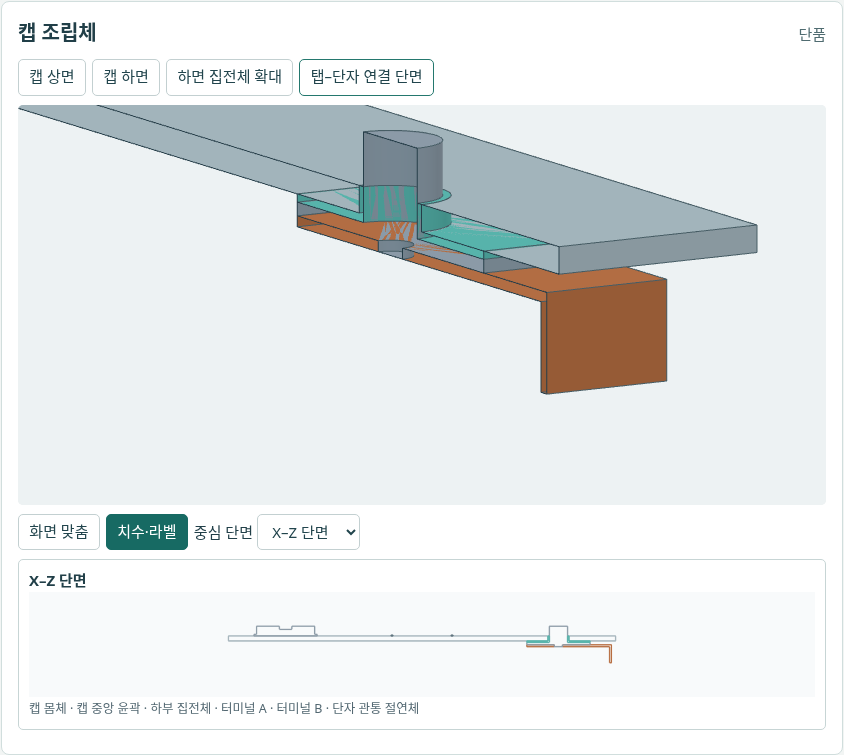 캡 조립체
단품
캡 상면
캡 하면
하면 집전체 확대
탭–단자 연결 단면
화면 맞춤
치수·라벨
중심 단면
X–Z 단면
X–Z 단면
캡 몸체 · 캡 중앙 윤곽 · 하부 집전체 · 터미널 A · 터미널 B · 단자 관통 절연체